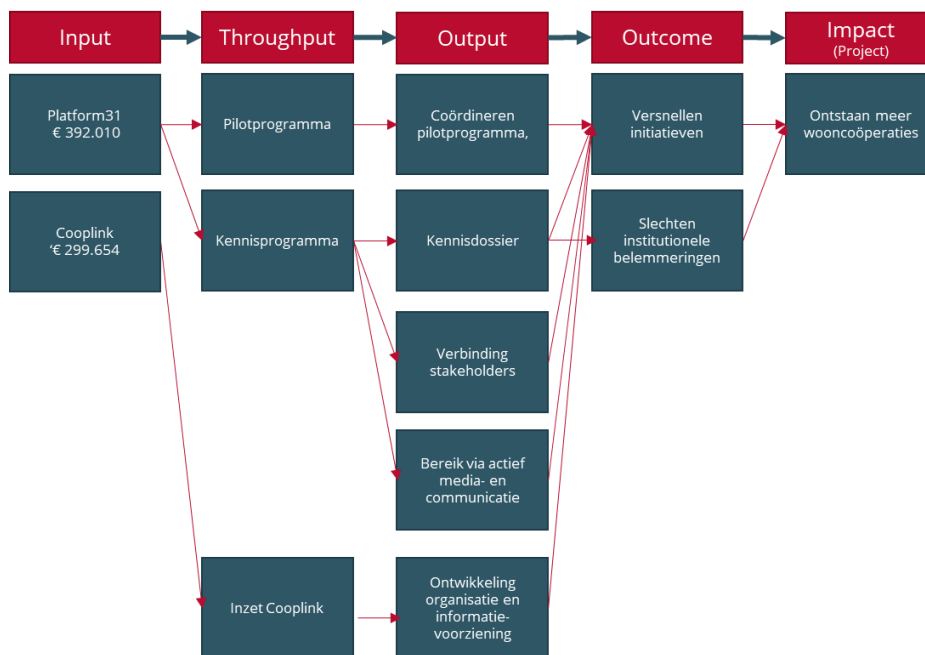 Input
Throughput
Output
Outcome
Impact
(Project)
Platform31
€ 392.010
Pilotprogramma
Coördineren
pilotprogramma,
Versnellen
initiatieven
Ontstaan meer
wooncoöperaties
Cooplink
‘€ 299.654
Kennisprogramma
Kennisdossier
Slechten
institutionele
belemmeringen
Verbinding
stakeholders
Bereik via actief
media- en
communicatie
Inzet Cooplink
Ontwikkeling
organisatie en
informatie-
voorziening